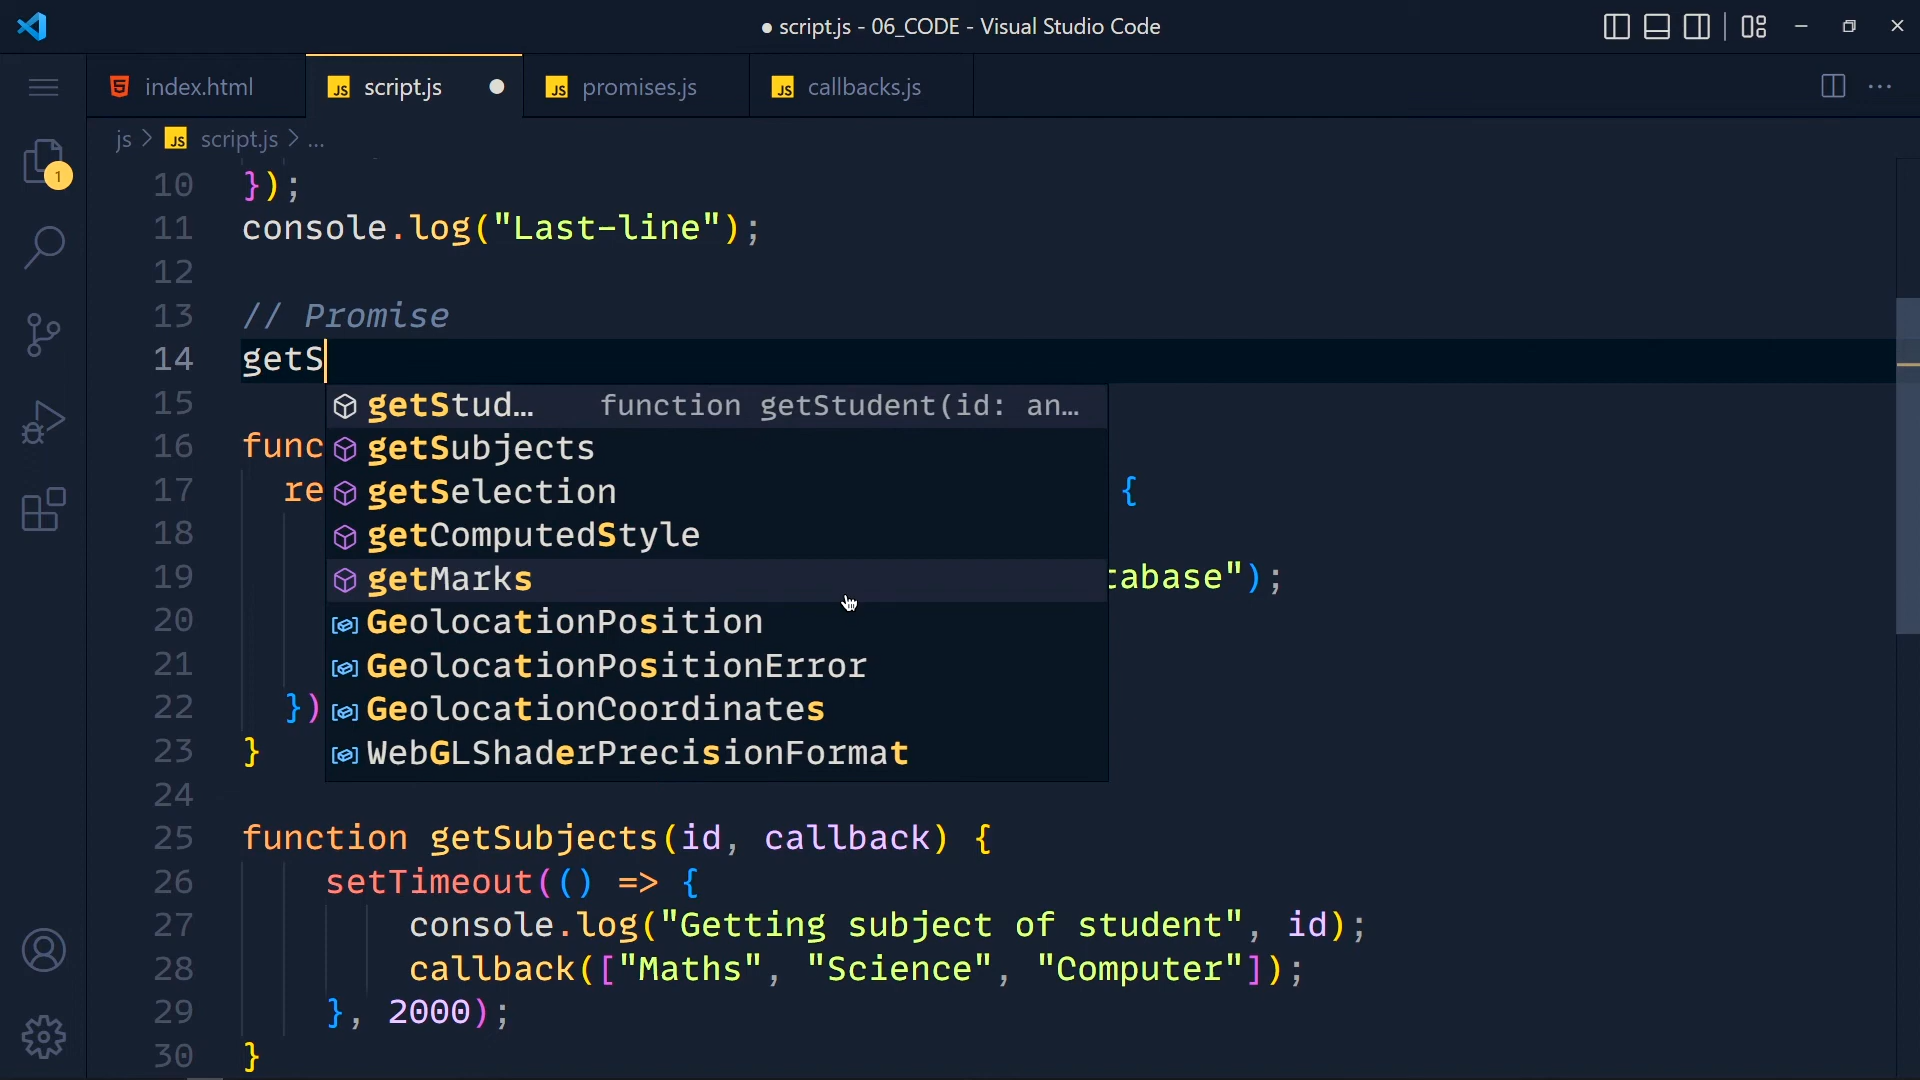 script.js - 06_CODE - Visual Studio Code
index.html
JS script.js
JS promises.js
JS callbacks.js
js > JS script.js > ...
1
10 });
11 console.log("Last-line");
12
13 // Promise
14 getS
15
getStud… function getStudent(id: an…
16 func
getSubjects
17 re {
getSelection
18
getComputedStyle
19 tabase");
getMarks
20
GeolocationPosition
21
GeolocationPositionError
22 })
GeolocationCoordinates
23 }
WebGLShaderPrecisionFormat
24
25 function getSubjects(id, callback) {
26 setTimeout(() => {
27 console.log("Getting subject of student", id);
28 callback(["Maths", "Science", "Computer"]);
29 }, 2000);
30 }